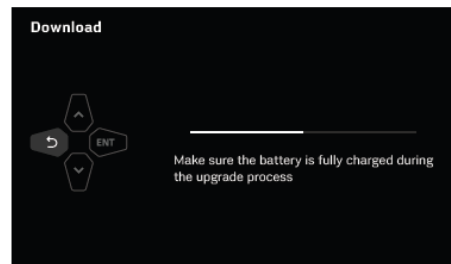 Download
ENT
Make sure the battery is fully charged during
the upgrade process